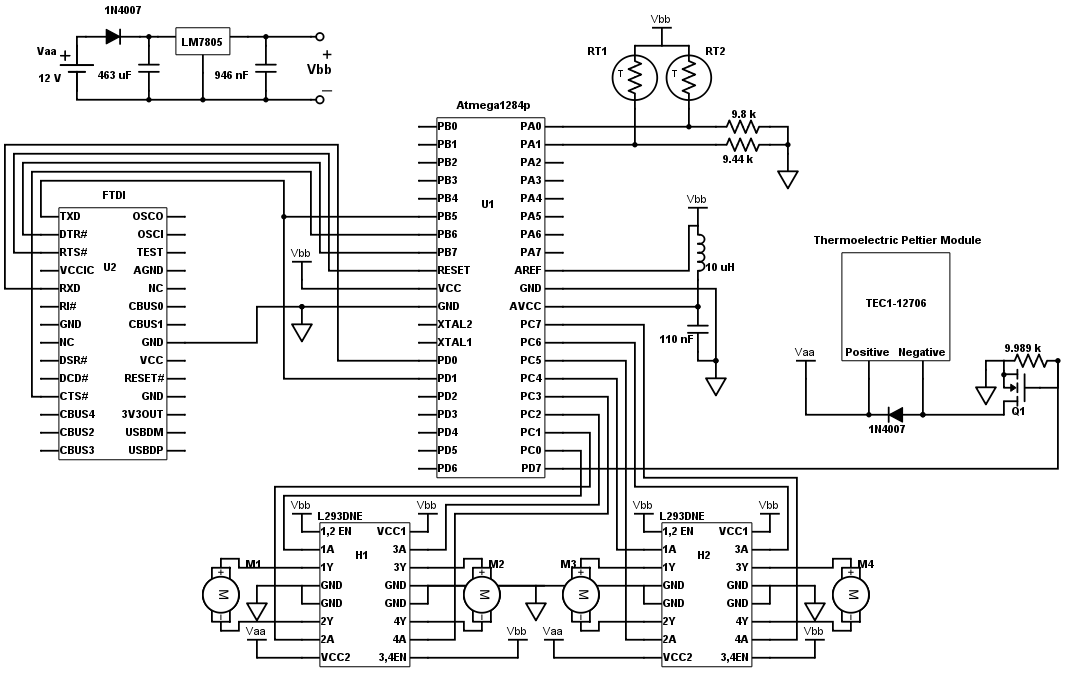 1N4007
Vaa
12 V
+
463 uF
LM7805
946 nF
+
Vbb
−
Vbb
RT1
RT2
T
T
9.8 k
9.44 k
Atmega1284p
U1
PB0
PB1
PB2
PB3
PB4
PB5
PB6
PB7
RESET
VCC
GND
XTAL2
XTAL1
PD0
PD1
PD2
PD3
PD4
PD5
PD6
PA0
PA1
PA2
PA3
PA4
PA5
PA6
PA7
AREF
GND
AVCC
PC7
PC6
PC5
PC4
PC3
PC2
PC1
PC0
PD7
FTDI
U2
TXD
DTR#
RTS#
VCCIC
RXD
RI#
GND
NC
DSR#
DCD#
CTS#
CBUS4
CBUS2
CBUS3
OSCO
OSCI
TEST
AGND
NC
CBUS0
CBUS1
GND
VCC
RESET#
GND
3V3OUT
USBDM
USBDP
Vbb
Vbb
10 uH
110 nF
Thermoelectric Peltier Module
TEC1-12706
Positive
Negative
Vaa
1N4007
9.989 k
Q1
Vbb
L293DNE
Vbb
H1
1,2 EN
1A
1Y
GND
GND
2Y
2A
VCC2
VCC1
3A
3Y
GND
GND
4Y
4A
3,4EN
M1
+
M
−
Vaa
M2
+
M
−
Vbb
Vbb
L293DNE
Vbb
H2
1,2 EN
1A
1Y
GND
GND
2Y
2A
VCC2
VCC1
3A
3Y
GND
GND
4Y
4A
3,4EN
M3
+
M
−
Vaa
M4
+
M
−
Vbb